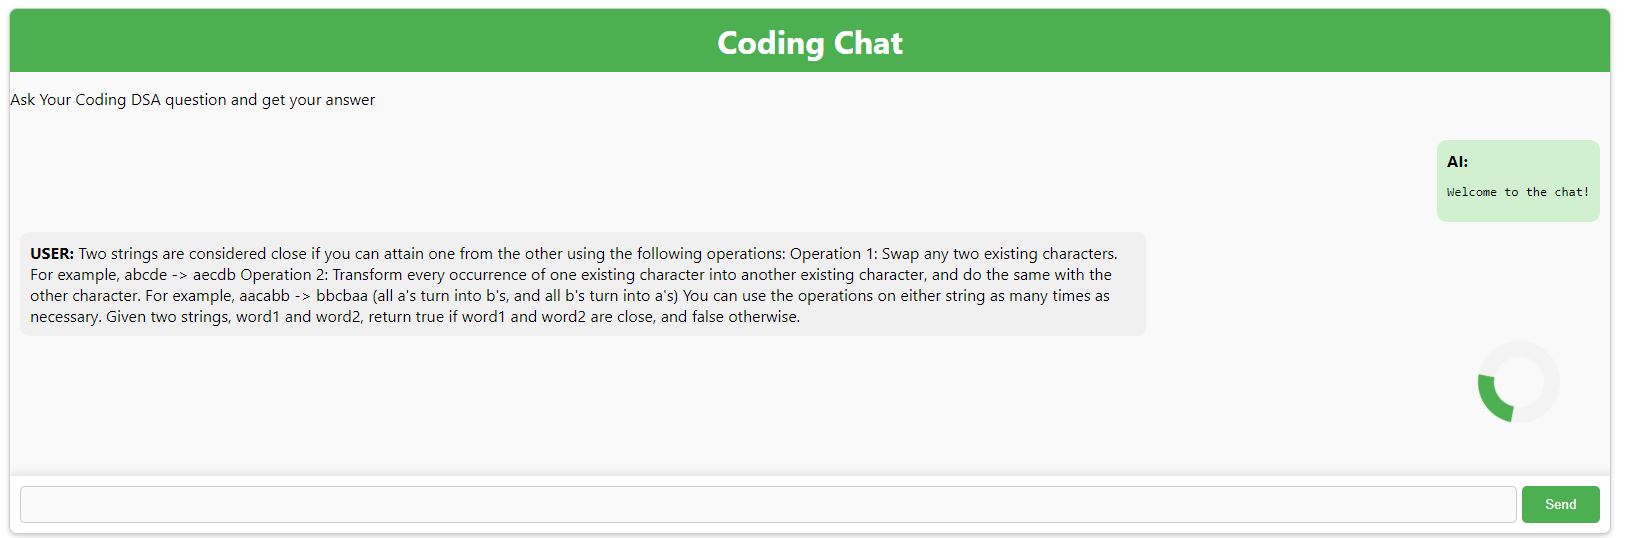 Coding Chat
Ask Your Coding DSA question and get your answer
AI:
Welcome to the chat!
USER: Two strings are considered close if you can attain one from the other using the following operations: Operation 1: Swap any two existing characters.
For example, abcde -> aecdb Operation 2: Transform every occurrence of one existing character into another existing character, and do the same with the
other character. For example, aacabb -> bbcbaa (all a's turn into b's, and all b's turn into a's) You can use the operations on either string as many times as
necessary. Given two strings, word1 and word2, return true if word1 and word2 are close, and false otherwise.
Send